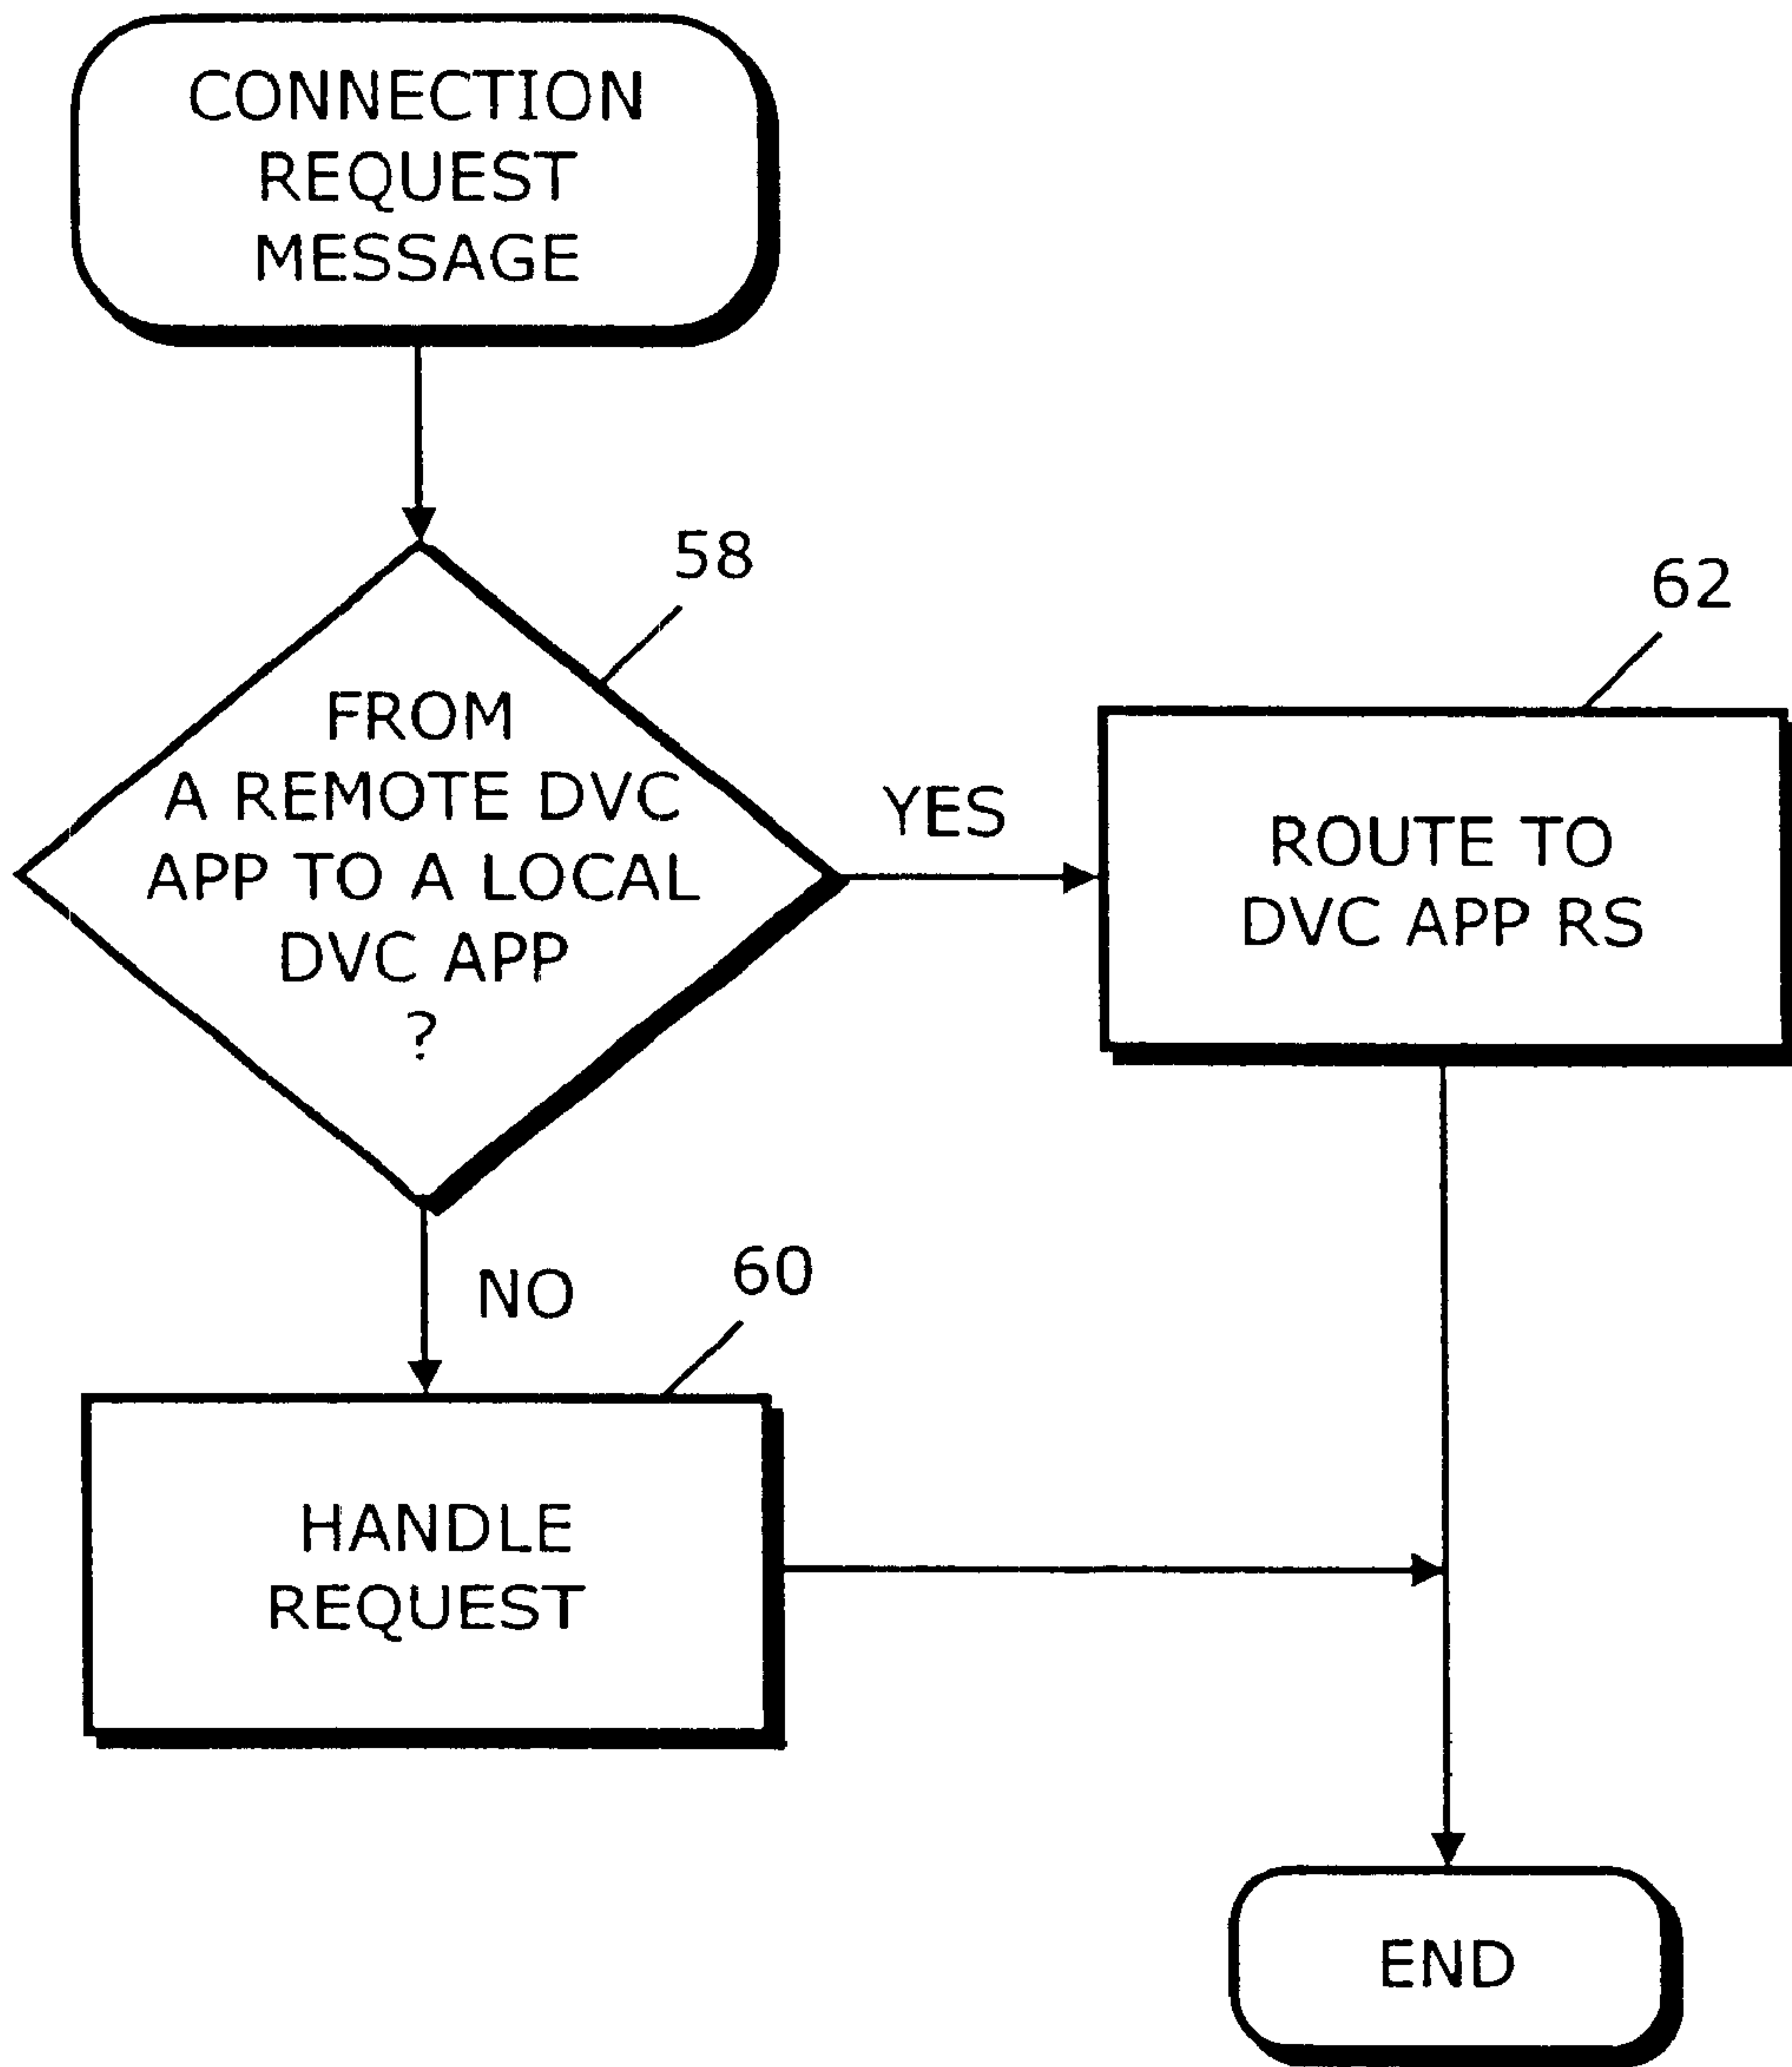 CONNECTION
REQUEST
MESSAGE
58
FROM
A REMOTE DVC
APP TO A LOCAL
DVC APP
?
YES
62
ROUTE TO
DVC APP RS
NO
60
HANDLE
REQUEST
END